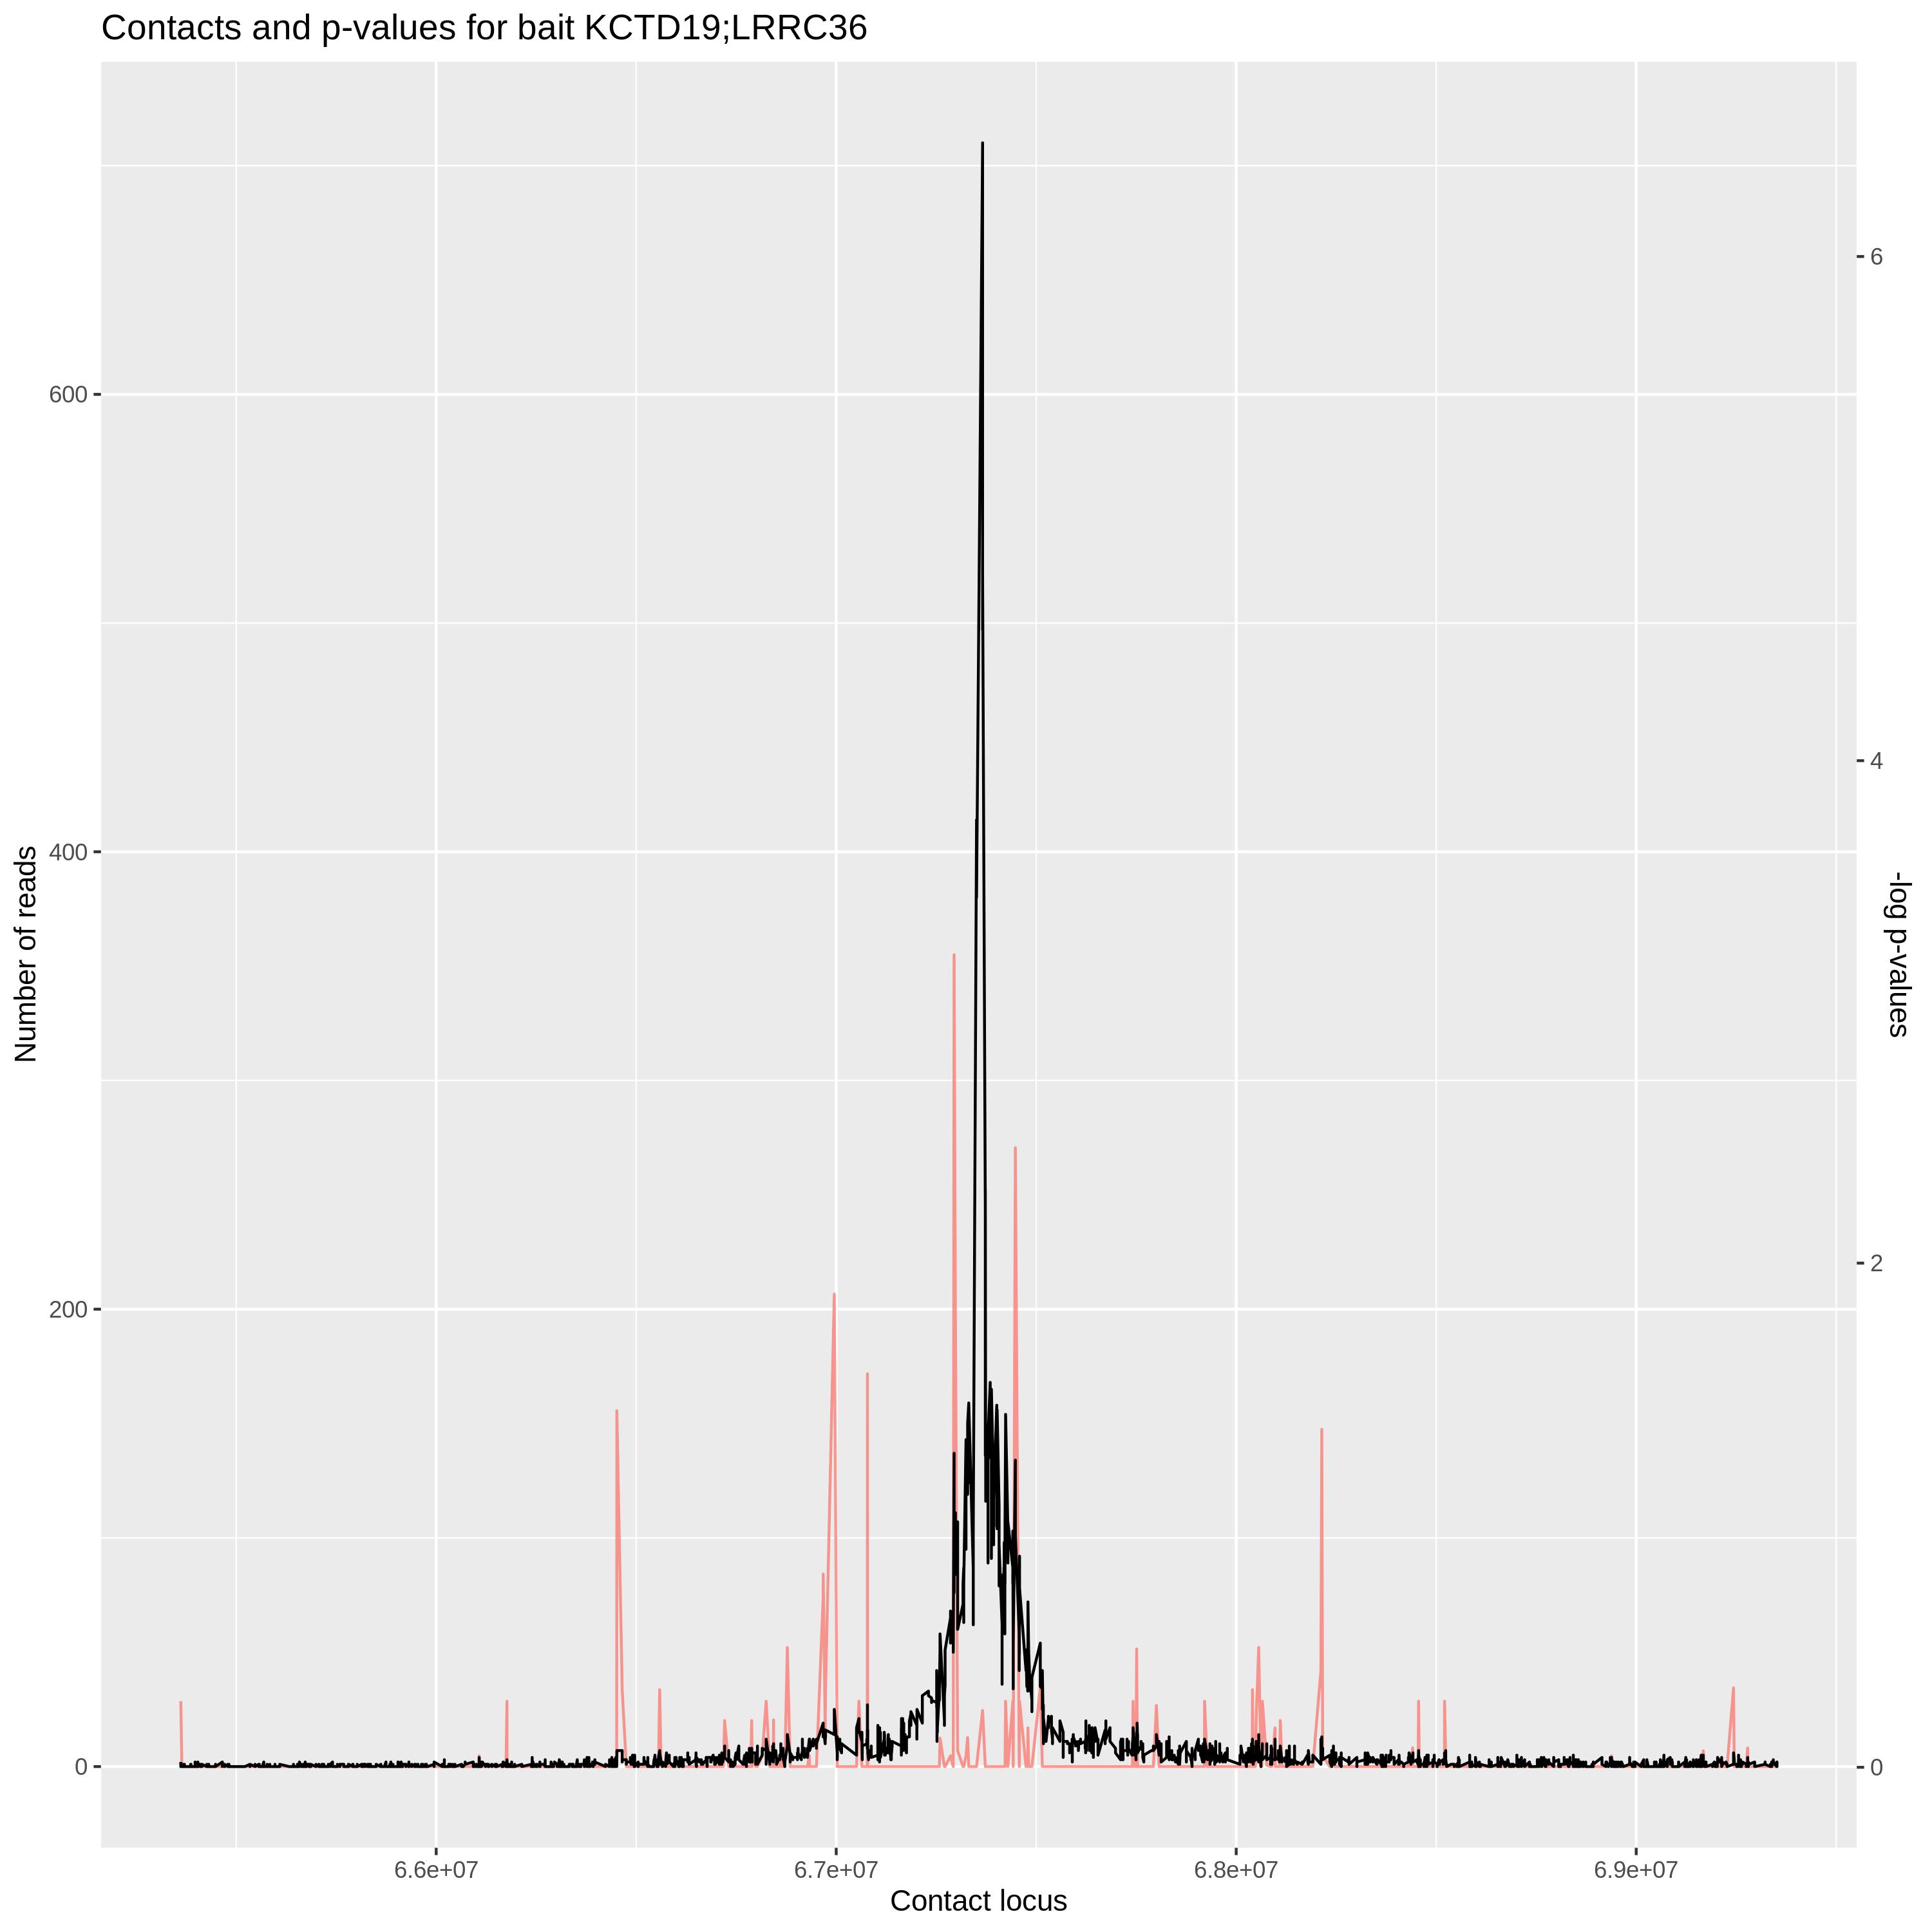 Contacts and p-values for bait KCTD19;LRRC36
Number of reads
600
400
200
0
6
4
2
0
-log p-values
6.6e+07 6.7e+07 6.8e+07 6.9e+07
Contact locus